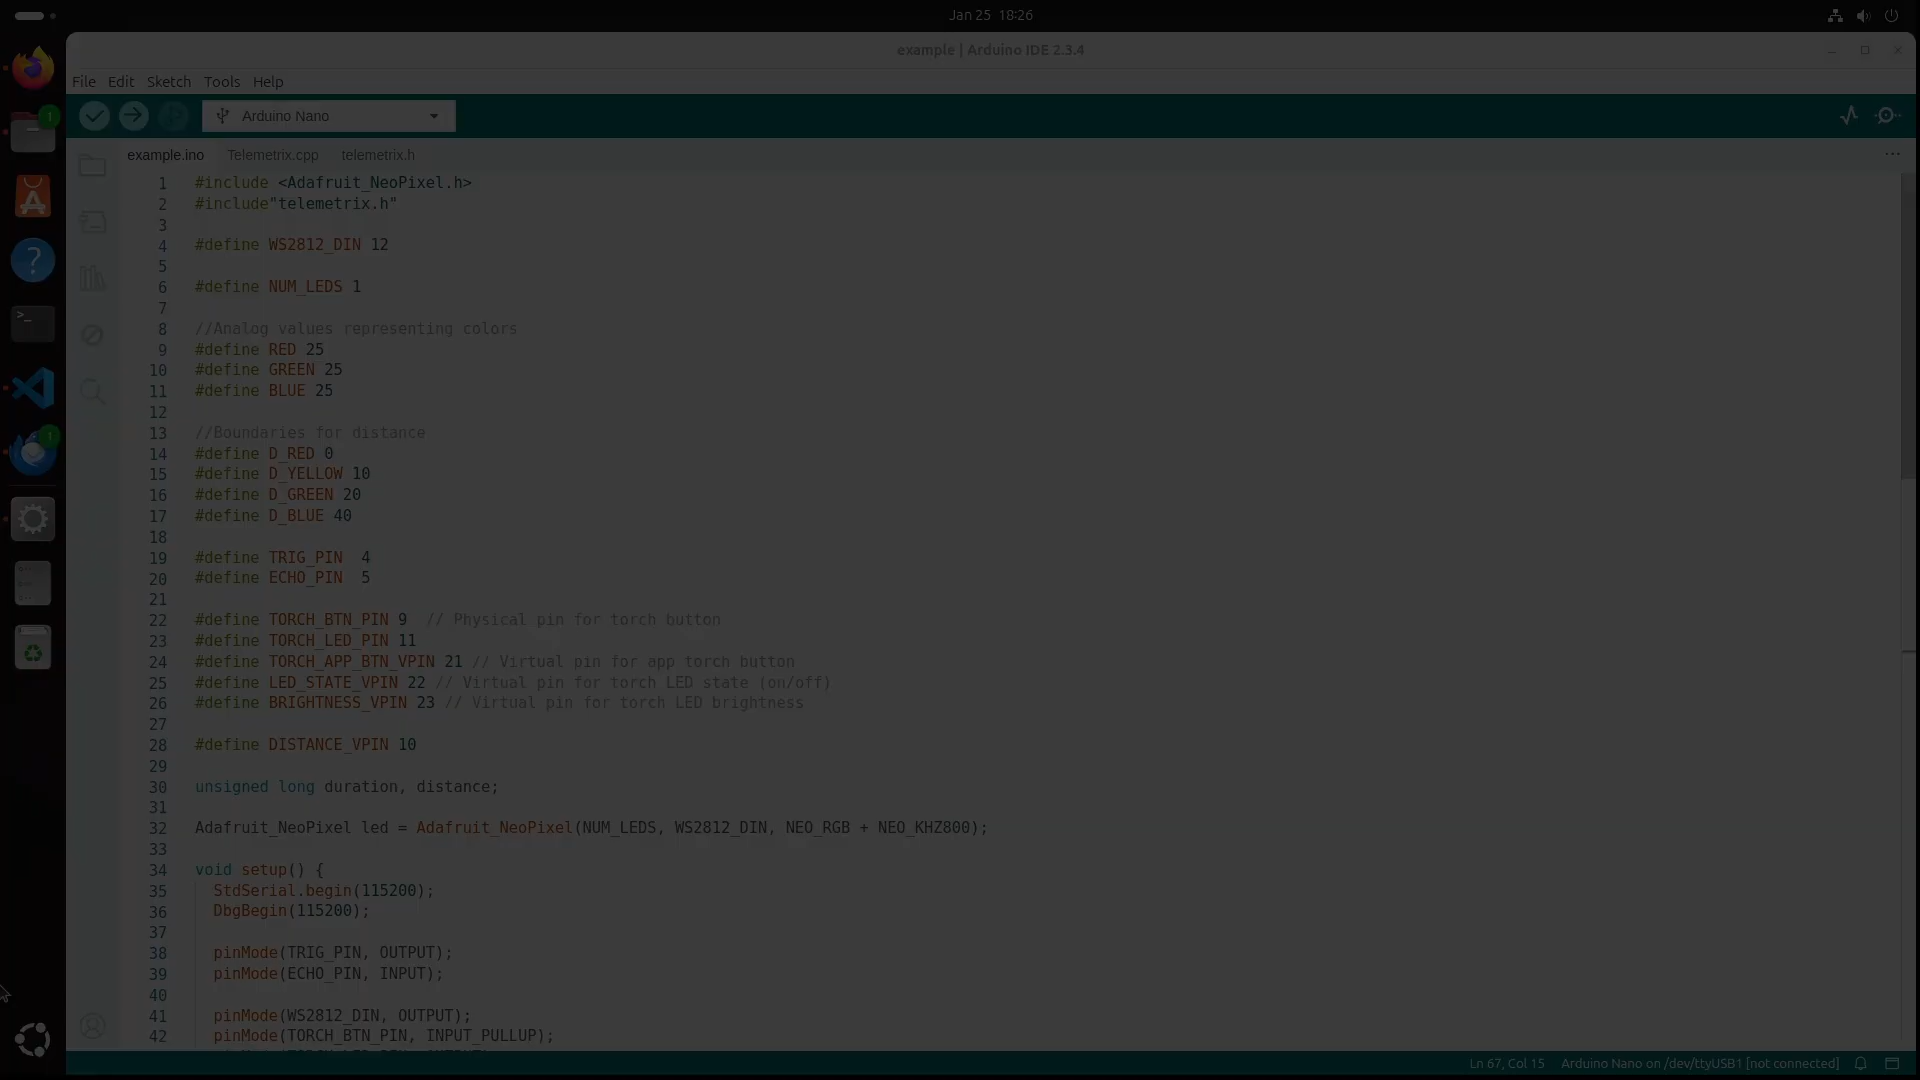 Jan 25 18:26
example | Arduino IDE 2.3.4
File Edit Sketch Tools Help
Arduino Nano
example.ino Telemetrix.cpp telemetrix.h
1 #include <Adafruit_NeoPixel.h>
2 #include"telemetrix.h"
3
4 #define WS2812_DIN 12
5
6 #define NUM_LEDS 1
7
8 //Analog values representing colors
9 #define RED 25
10 #define GREEN 25
11 #define BLUE 25
12
13 //Boundaries for distance
14 #define D_RED 0
15 #define D_YELLOW 10
16 #define D_GREEN 20
17 #define D_BLUE 40
18
19 #define TRIG_PIN  4
20 #define ECHO_PIN  5
21
22 #define TORCH_BTN_PIN 9  // Physical pin for torch button
23 #define TORCH_LED_PIN 11
24 #define TORCH_APP_BTN_VPIN 21 // Virtual pin for app torch button
25 #define LED_STATE_VPIN 22 // Virtual pin for torch LED state (on/off)
26 #define BRIGHTNESS_VPIN 23 // Virtual pin for torch LED brightness
27
28 #define DISTANCE_VPIN 10
29
30 unsigned long duration, distance;
31
32 Adafruit_NeoPixel led = Adafruit_NeoPixel(NUM_LEDS, WS2812_DIN, NEO_RGB + NEO_KHZ800);
33
34 void setup() {
35 StdSerial.begin(115200);
36 DbgBegin(115200);
37
38 pinMode(TRIG_PIN, OUTPUT);
39 pinMode(ECHO_PIN, INPUT);
40
41 pinMode(WS2812_DIN, OUTPUT);
42 pinMode(TORCH_BTN_PIN, INPUT_PULLUP);
Ln 67, Col 15 Arduino Nano on /dev/ttyUSB1 [not connected]
1
1